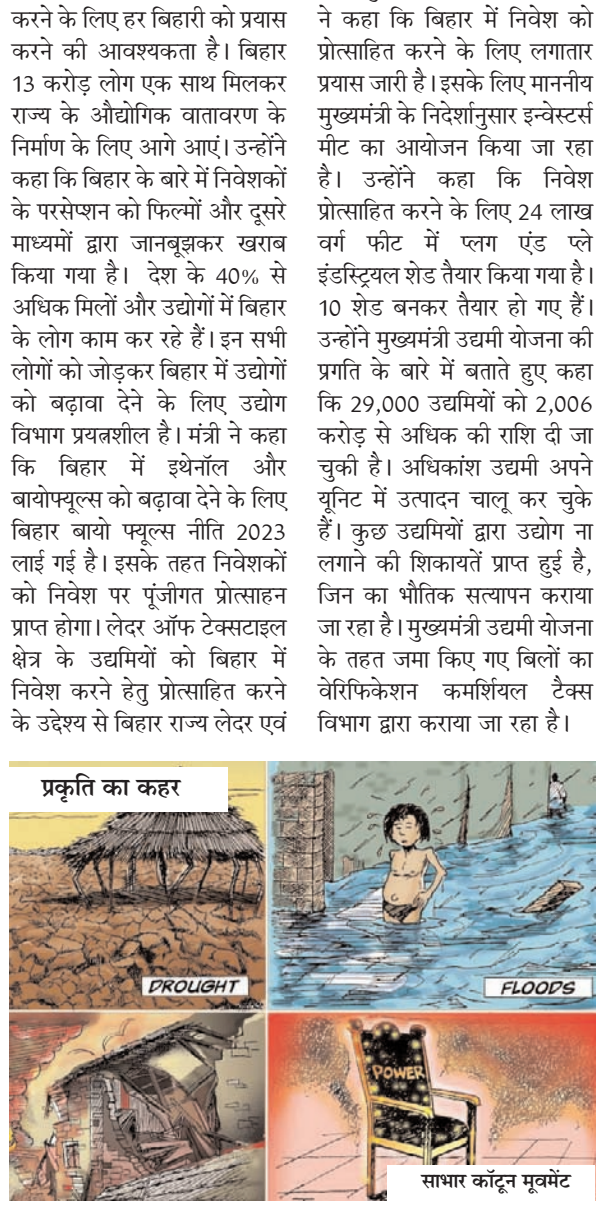 करने के लिए हर बिहारी को प्रयास
करने की आवश्यकता है। बिहार
13 करोड़ लोग एक साथ मिलकर
राज्य के औद्योगिक वातावरण के
निर्माण के लिए आगे आएं। उन्होंने
कहा कि बिहार के बारे में निवेशकों
के परसेप्शन को फिल्मों और दूसरे
माध्यमों द्वारा जानबूझकर खराब
किया गया है। देश के 40% से
अधिक मिलों और उद्योगों में बिहार
के लोग काम कर रहे हैं। इन सभी
लोगों को जोड़कर बिहार में उद्योगों
को बढ़ावा देने के लिए उद्योग
विभाग प्रयत्नशील है। मंत्री ने कहा
कि बिहार में इथेनॉल और
बायोफ्यूल्स को बढ़ावा देने के लिए
बिहार बायो फ्यूल्स नीति 2023
लाई गई है। इसके तहत निवेशकों
को निवेश पर पूंजीगत प्रोत्साहन
प्राप्त होगा। लेदर ऑफ टेक्सटाइल
क्षेत्र के उद्यमियों को बिहार में
निवेश करने हेतु प्रोत्साहित करने
के उद्देश्य से बिहार राज्य लेदर एवं
ने कहा कि बिहार में निवेश को
प्रोत्साहित करने के लिए लगातार
प्रयास जारी है। इसके लिए माननीय
मुख्यमंत्री के निदेर्शानुसार इन्वेस्टर्स
मीट का आयोजन किया जा रहा
है। उन्होंने कहा कि निवेश
प्रोत्साहित करने के लिए 24 लाख
वर्ग फीट में प्लग एंड प्ले
इंडस्ट्रियल शेड तैयार किया गया है।
10 शेड बनकर तैयार हो गए हैं।
उन्होंने मुख्यमंत्री उद्यमी योजना की
प्रगति के बारे में बताते हुए कहा
कि 29,000 उद्यमियों को 2,006
करोड़ से अधिक की राशि दी जा
चुकी है। अधिकांश उद्यमी अपने
यूनिट में उत्पादन चालू कर चुके
हैं। कुछ उद्यमियों द्वारा उद्योग ना
लगाने की शिकायतें प्राप्त हुई है,
जिन का भौतिक सत्यापन कराया
जा रहा है। मुख्यमंत्री उद्यमी योजना
के तहत जमा किए गए बिलों का
वेरिफिकेशन कमर्शियल टैक्स
विभाग द्वारा कराया जा रहा है।
प्रकृति का कहर
DROUGHT
FLOODS
POWER
साभार कॉटून मूवमेंट